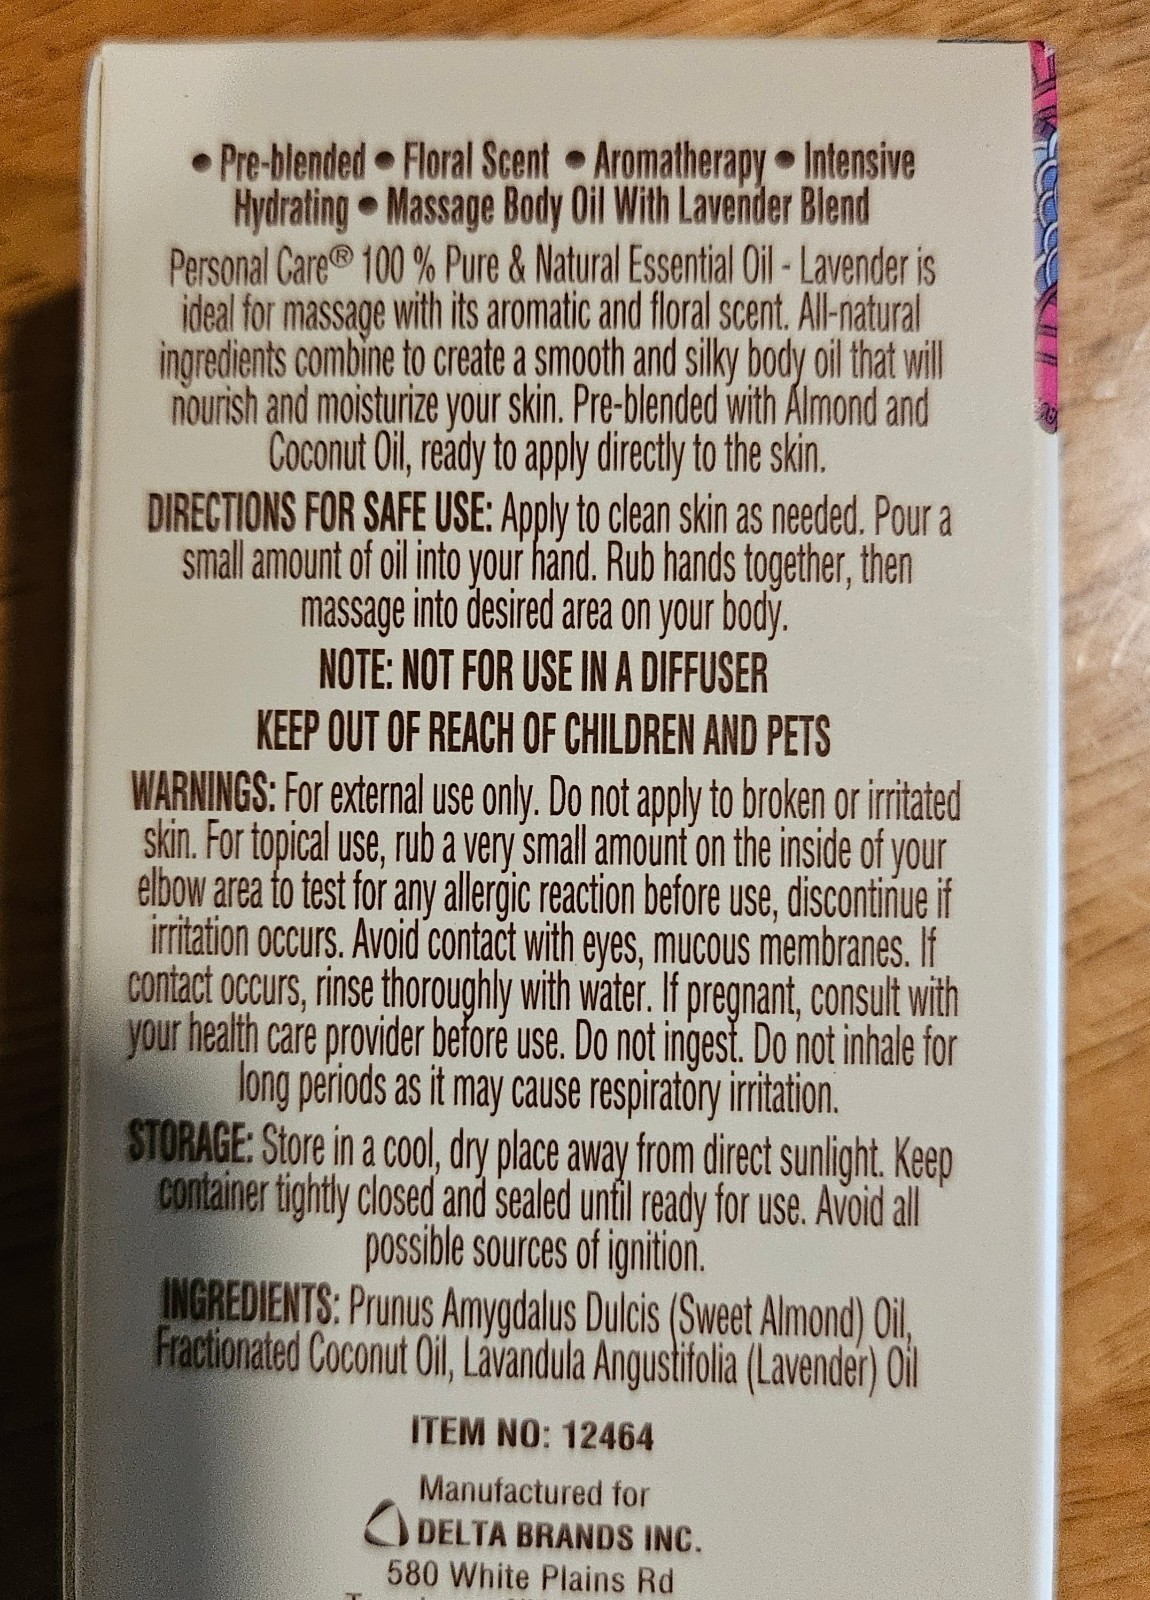 • Pre-blended • Floral Scent • Aromatherapy • Intensive
Hydrating • Massage Body Oil With Lavender Blend
Personal Care® 100 % Pure & Natural Essential Oil - Lavender is
ideal for massage with its aromatic and floral scent. All-natural
ingredients combine to create a smooth and silky body oil that will
nourish and moisturize your skin. Pre-blended with Almond and
Coconut Oil, ready to apply directly to the skin.
DIRECTIONS FOR SAFE USE: Apply to clean skin as needed. Pour a
small amount of oil into your hand. Rub hands together, then
massage into desired area on your body.
NOTE: NOT FOR USE IN A DIFFUSER
KEEP OUT OF REACH OF CHILDREN AND PETS
WARNINGS: For external use only. Do not apply to broken or irritated
skin. For topical use, rub a very small amount on the inside of your
elbow area to test for any allergic reaction before use, discontinue if
irritation occurs. Avoid contact with eyes, mucous membranes. If
contact occurs, rinse thoroughly with water. If pregnant, consult with
your health care provider before use. Do not ingest. Do not inhale for
long periods as it may cause respiratory irritation.
STORAGE: Store in a cool, dry place away from direct sunlight. Keep
container tightly closed and sealed until ready for use. Avoid all
possible sources of ignition.
INGREDIENTS: Prunus Amygdalus Dulcis (Sweet Almond) Oil,
Fractionated Coconut Oil, Lavandula Angustifolia (Lavender) Oil
ITEM NO: 12464
Manufactured for
DELTA BRANDS INC.
580 White Plains Rd